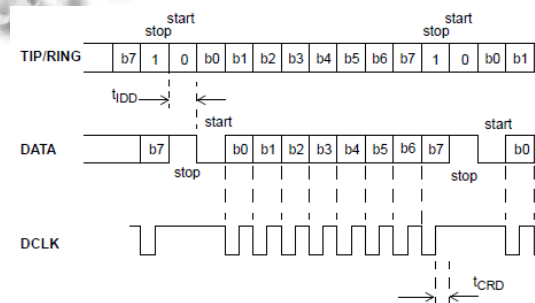 start start
stop stop
TIP/RING b7 1 0 b0 b1 b2 b3 b4 b5 b6 b7 1 0 b0 b1
tIDD
start start
DATA b7 b0 b1 b2 b3 b4 b5 b6 b7 b0
stop stop
DCLK
tCRD